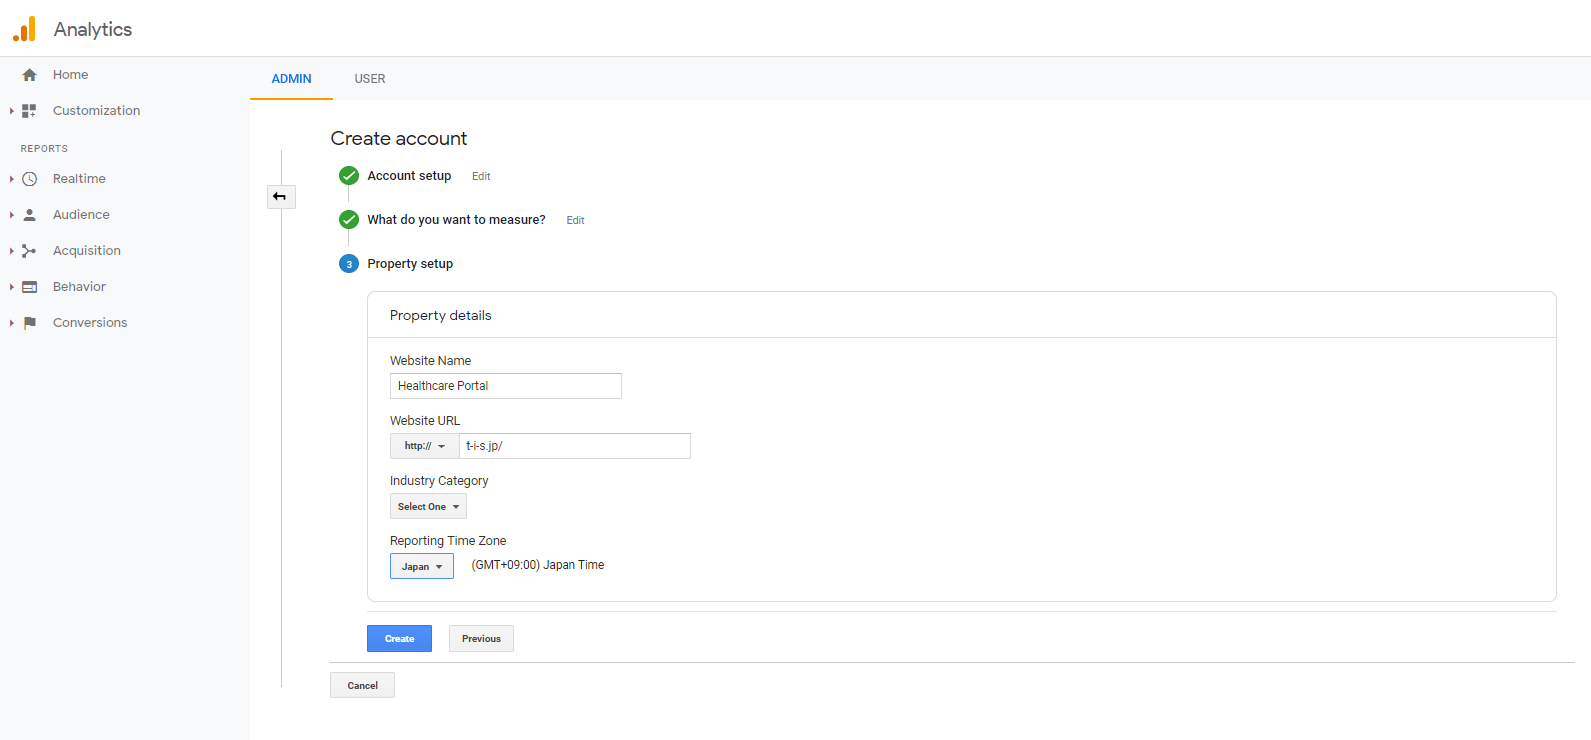 Analytics
Home
Customization
REPORTS
Realtime
Audience
Acquisition
Behavior
Conversions
ADMIN USER
Create account
Account setup Edit
What do you want to measure? Edit
3 Property setup
Property details
Website Name
Healthcare Portal
Website URL
http:// t-i-s.jp/
Industry Category
Select One
Reporting Time Zone
Japan (GMT+09:00) Japan Time
Create Previous
Cancel